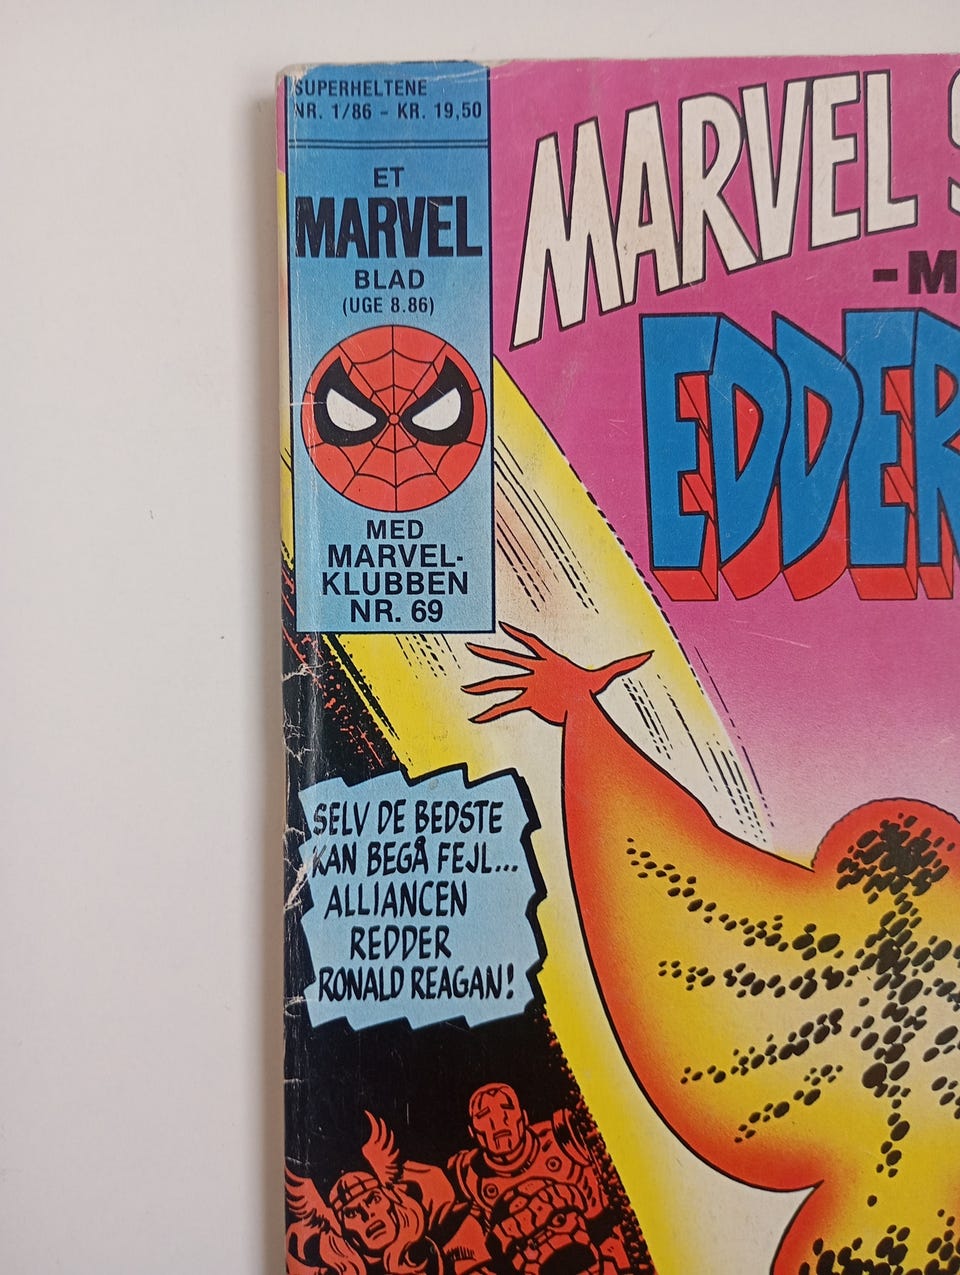 SUPERHELTENE
NR. 1/86 - KR. 19,50
ET
MARVEL
BLAD
(UGE 8.86)
MED
MARVEL-
KLUBBEN
NR. 69
MARVEL S
- M
EDDER
SELV DE BEDSTE
KAN BEGÅ FEJL...
ALLIANCEN
REDDER
RONALD REAGAN!